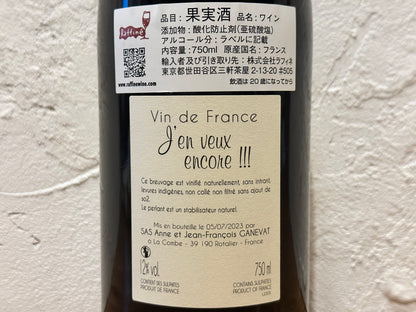 Raffiné
www.raffinewine.com
品目：果実酒 品名：ワイン
添加物：酸化防止剤(亜硫酸塩)
アルコール分：ラベルに記載
内容量：750ml 原産国名：フランス
輸入者及び引き取り先：株式会社ラフィネ
東京都世田谷区三軒茶屋 2-13-20 #505
飲酒は 20 歳になってから
Vin de France
J'en veux
encore !!!
Ce breuvage est vinifié naturellement, sans intrant,
levures indigènes, non collé non filtré sans ajout de
so2.
Le perlant est un stabilisateur naturel.
Mis en bouteille le 05/07/2023 par
SAS Anne et Jean-François GANEVAT
à La Combe - 39 190 Rotalier - France
12% vol.
750 ml
CONTIENT DES SULFITES
PRODUIT DE FRANCE
CONTAINS SULPHITES
PRODUCT OF FRANCE